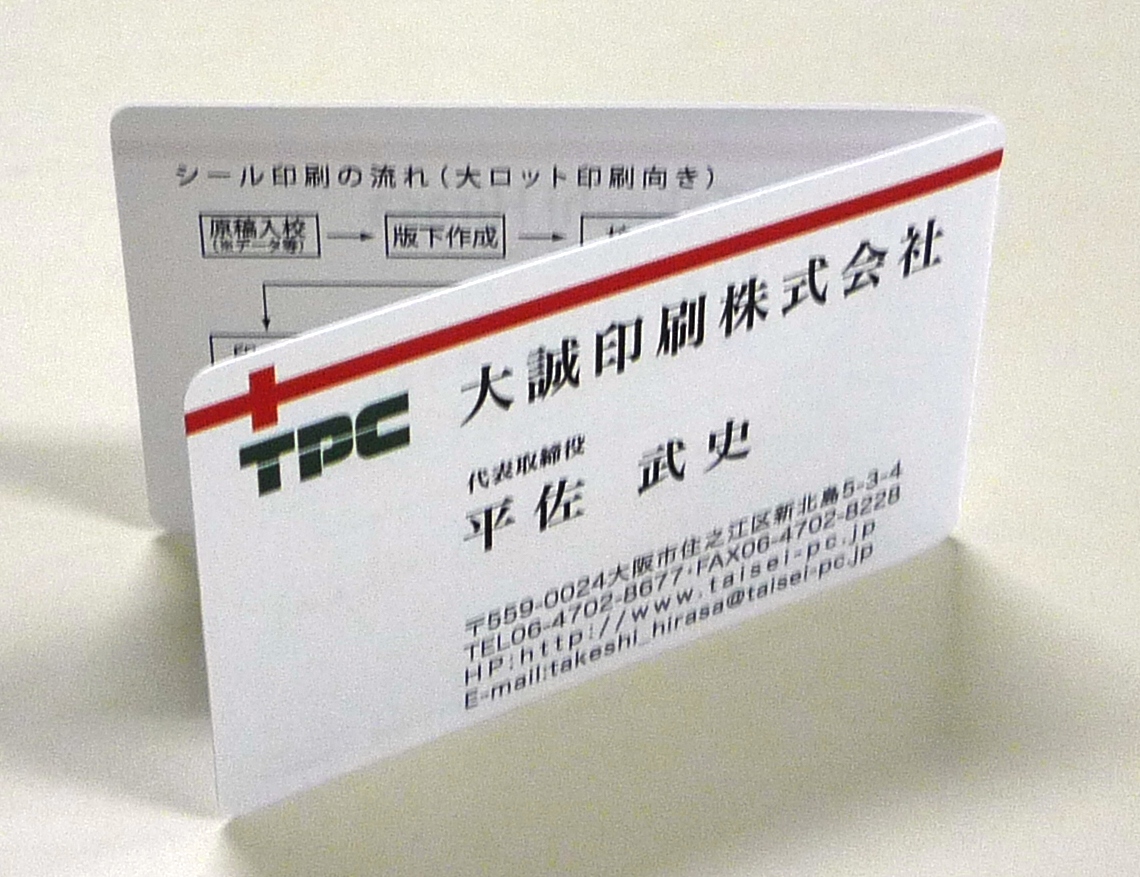 シール印刷の流れ(大ロット印刷向き)
原稿入校
(※データ等)
版下作成
TPC
大誠印刷株式会社
代表取締役
平佐 武史
〒559-0024大阪市住之江区新北島5-3-4
TEL06-4702-8677・FAX06-4702-8228
HP:http://www.taisei-pc.jp
E-mail:takeshi_hirasa@taisei-pc.jp